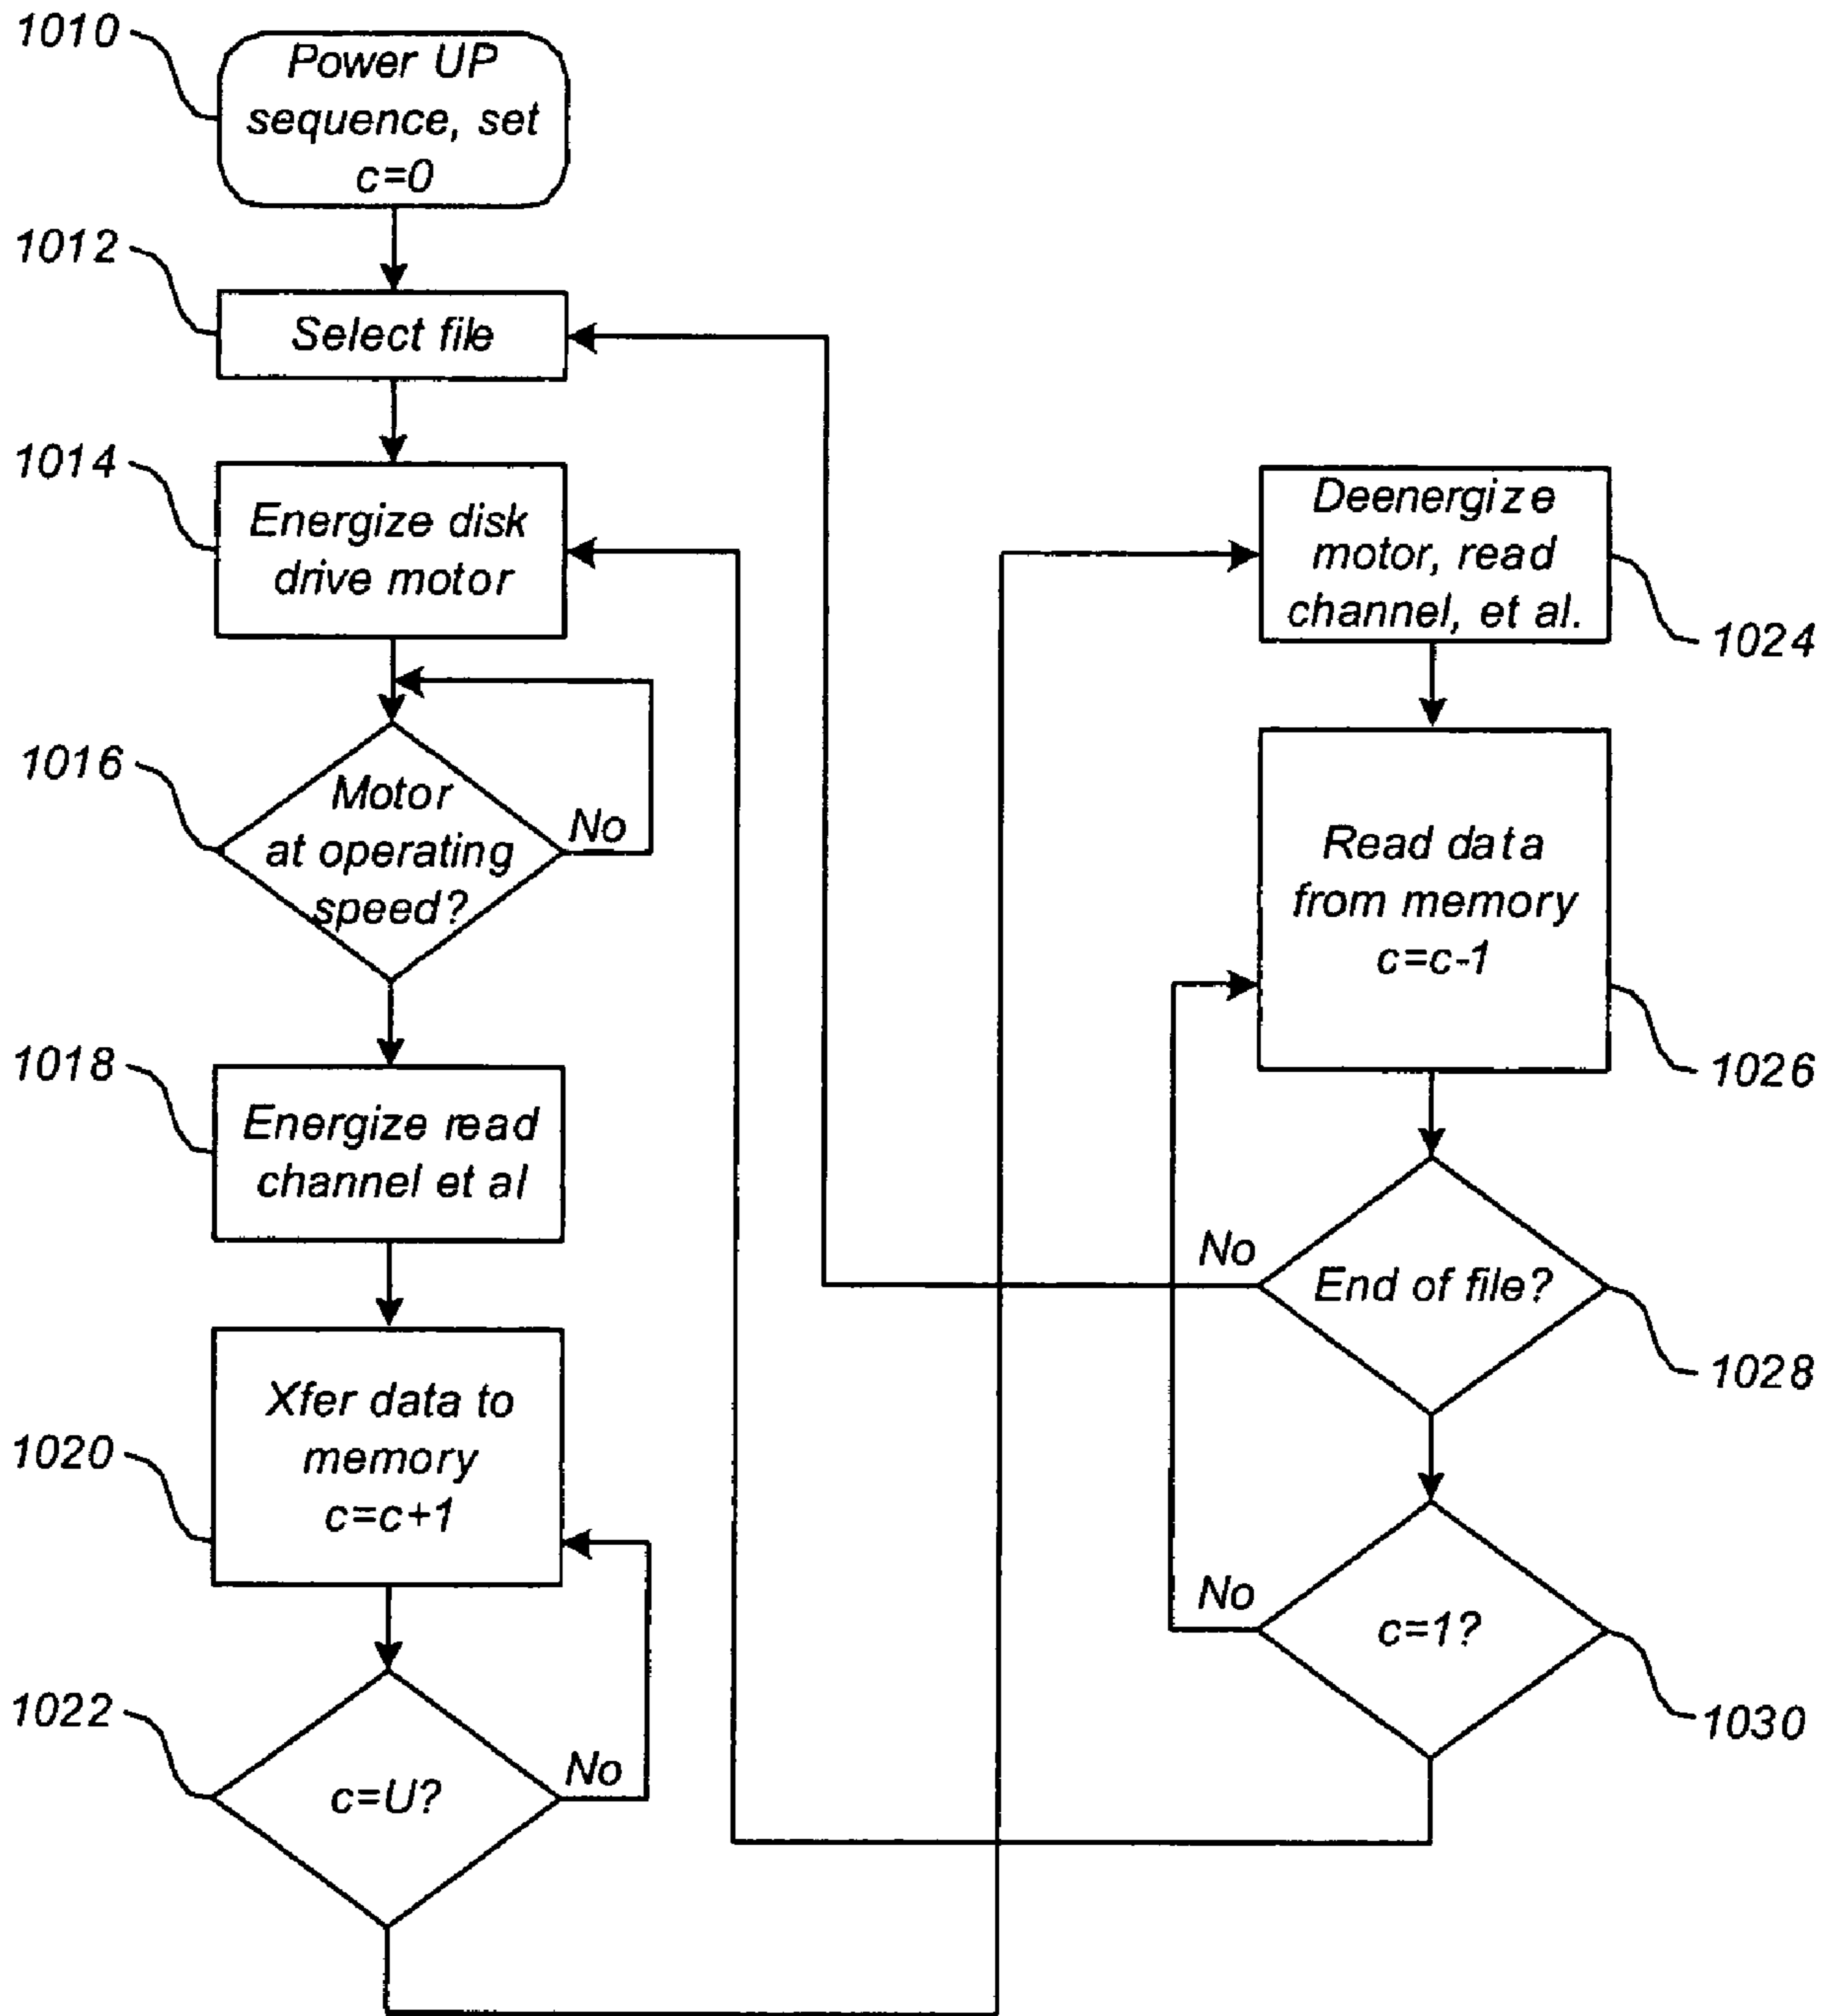 1010
Power UP
sequence, set
c=0
1012
Select file
1014
Energize disk
drive motor
1016
Motor
at operating
speed?
No
1018
Energize read
channel et al
1020
Xfer data to
memory
c=c+1
1022
c=U?
No
Deenergize
motor, read
channel, et al.
1024
Read data
from memory
c=c-1
1026
No
End of file?
1028
No
c=1?
1030